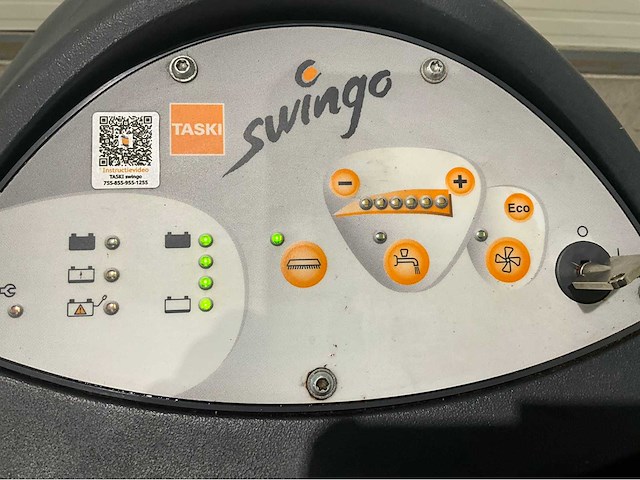 swingo
TASKI
Instructievideo
TASKI swingo
755-855-955-1255
- +
Eco